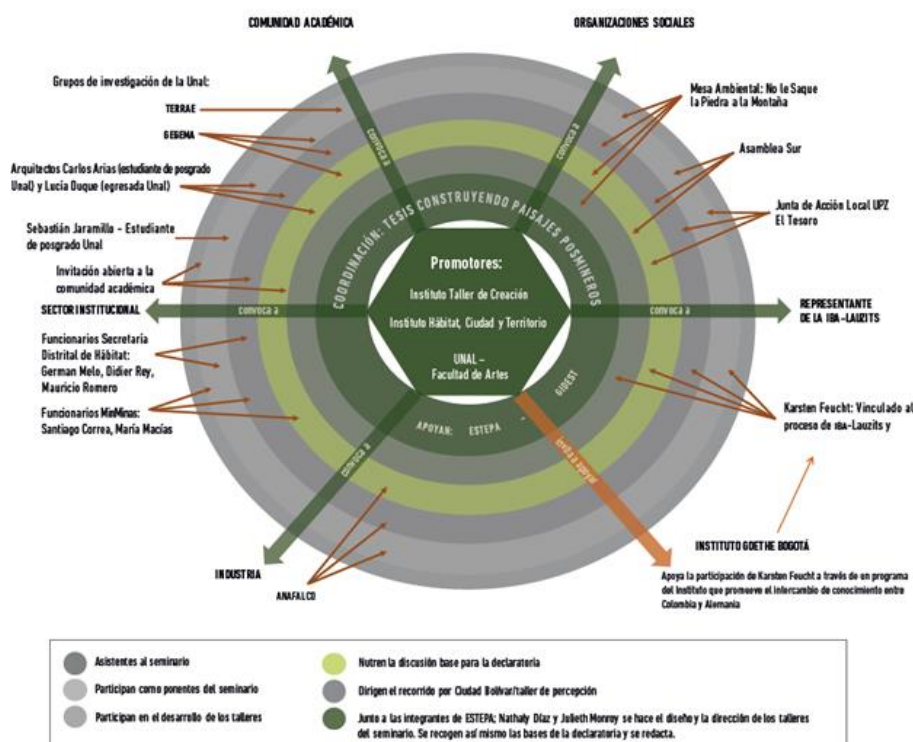 COMUNIDAD ACADÉMICA
ORGANIZACIONES SOCIALES
Grupos de investigación de la Unal:
TERRAE
GEGEMA
Arquitectos Carlos Arias (estudiante de posgrado
Unal) y Lucía Duque (egresada Unal)
Sebastián Jaramillo – Estudiante
de posgrado Unal
Invitación abierta a la
comunidad académica
SECTOR INSTITUCIONAL
Funcionarios Secretaría
Distrital de Hábitat:
German Melo, Didier Rey,
Mauricio Romero
Funcionarios MinMinas:
Santiago Correa, María Macías
INDUSTRIA
ANAFALCO
Mesa Ambiental: No le Saque
la Piedra a la Montaña
Asamblea Sur
Junta de Acción Local UPZ
El Tesoro
REPRESENTANTE
DE LA IBA-LAUZITS
Karsten Feucht: Vinculado al
proceso de IBA-Lauzits y
INSTITUTO GOETHE BOGOTÁ
Apoya la participación de Karsten Feucht a través de un programa
del Instituto que promueve el intercambio de conocimiento entre
Colombia y Alemania
convoca a
convoca a
convoca a
convoca a
convoca a
invita a apoyar
COORDINACIÓN: TESIS CONSTRUYENDO PAISAJES POSMINEROS
APOYAN: ESTEPA – GIDEST
Promotores:
Instituto Taller de Creación
Instituto Hábitat, Ciudad y Territorio
UNAL –
Facultad de Artes
Asistentes al seminario
Participan como ponentes del seminario
Participan en el desarrollo de los talleres
Nutren la discusión base para la declaratoria
Dirigen el recorrido por Ciudad Bolívar/taller de percepción
Junto a las integrantes de ESTEPA; Nathaly Díaz y Julieth Monroy se hace el diseño y la dirección de los talleres
del seminario. Se recogen así mismo las bases de la declaratoria y se redacta.